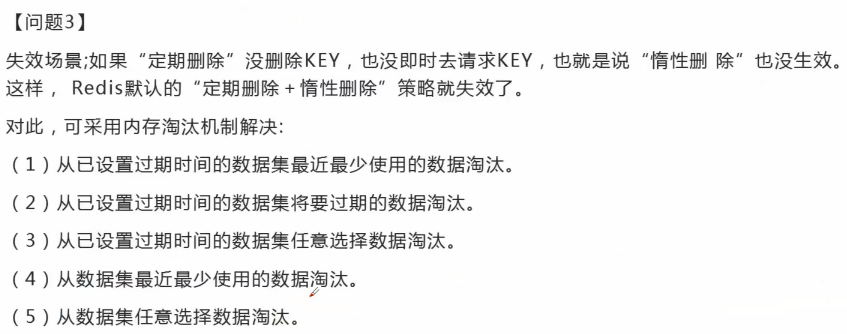 【问题3】
失效场景;如果“定期删除”没删除KEY，也没即时去请求KEY，也就是说“惰性删 除”也没生效。
这样， Redis默认的“定期删除＋惰性删除”策略就失效了。
对此，可采用内存淘汰机制解决:
（1）从已设置过期时间的数据集最近最少使用的数据淘汰。
（2）从已设置过期时间的数据集将要过期的数据淘汰。
（3）从已设置过期时间的数据集任意选择数据淘汰。
（4）从数据集最近最少使用的数据淘汰。
（5）从数据集任意选择数据淘汰。